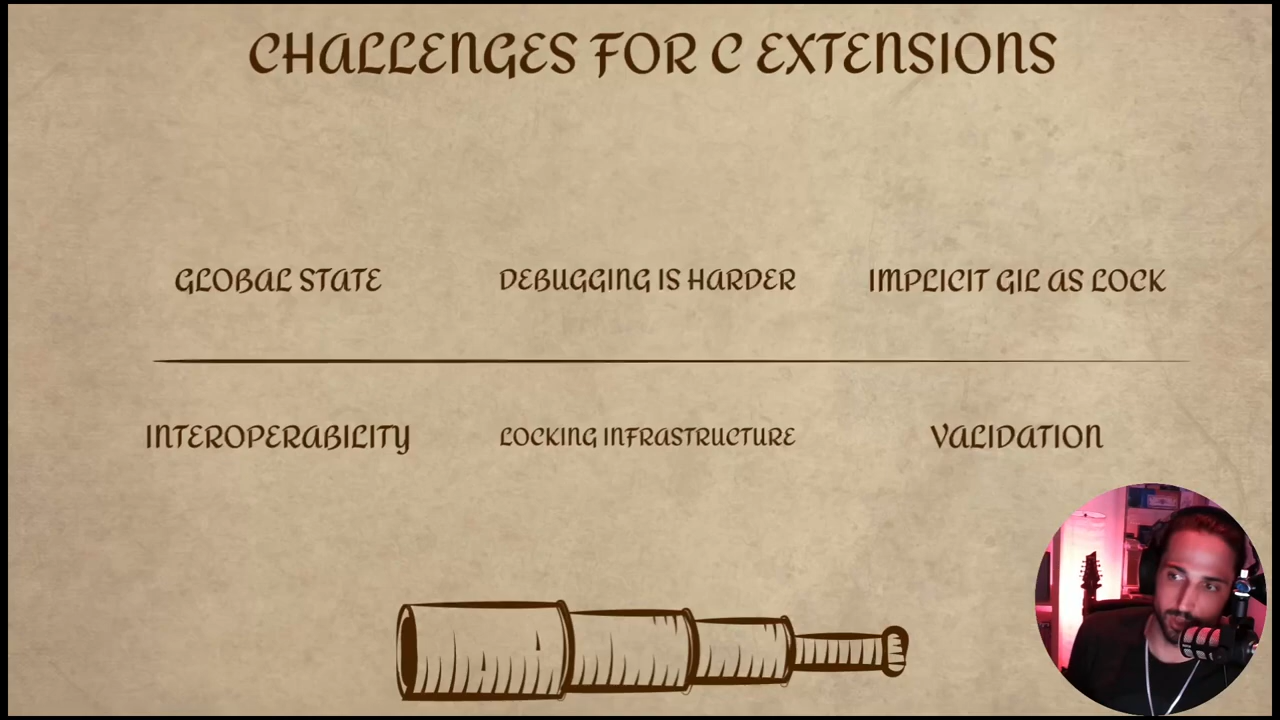 CHALLENGES FOR C EXTENSIONS
GLOBAL STATE
DEBUGGING IS HARDER
IMPLICIT GIL AS LOCK
INTEROPERABILITY
LOCKING INFRASTRUCTURE
VALIDATION